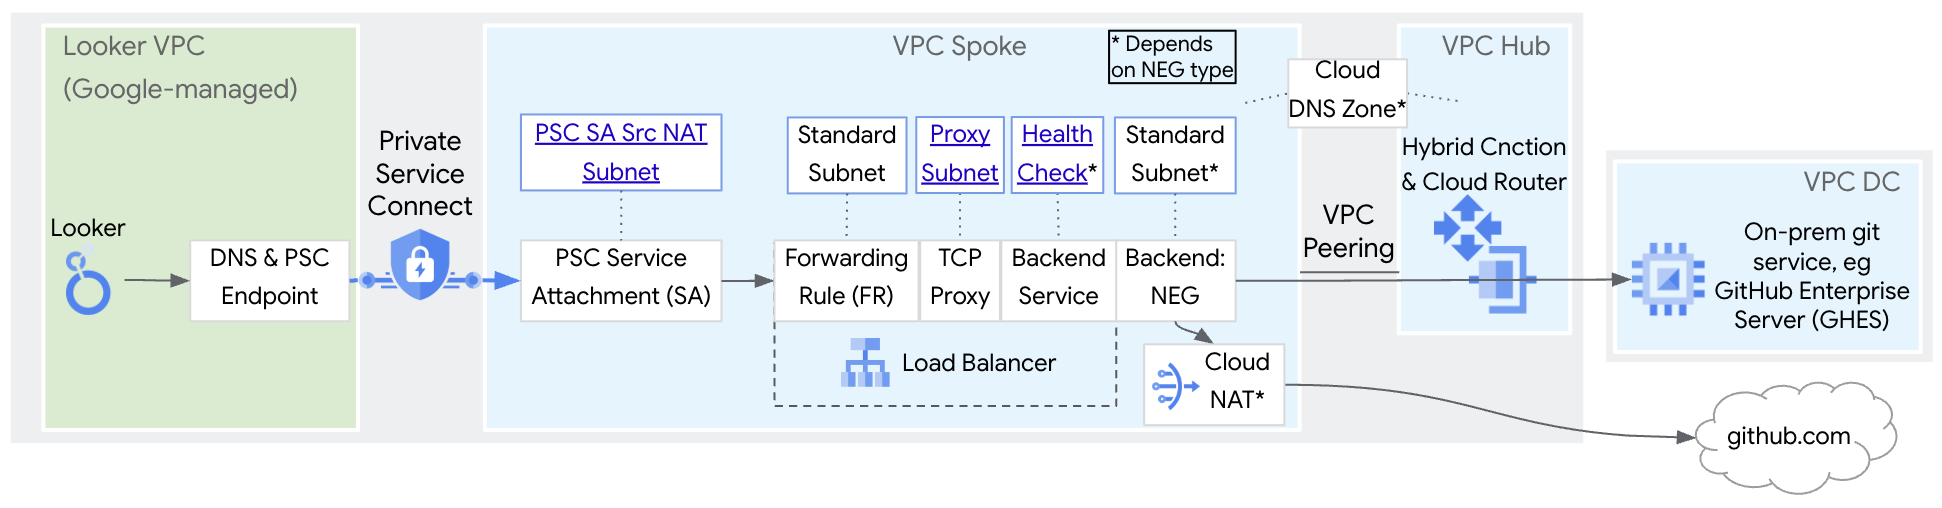 Looker VPC
(Google-managed)
Looker
DNS & PSC
Endpoint
Private
Service
Connect
VPC Spoke
* Depends
on NEG type
PSC SA Src NAT
Subnet
Standard
Subnet
Proxy
Subnet
Health
Check*
Standard
Subnet*
PSC Service
Attachment (SA)
Forwarding
Rule (FR)
TCP
Proxy
Backend
Service
Backend:
NEG
Load Balancer
Cloud
NAT*
Cloud
DNS Zone*
VPC
Peering
VPC Hub
Hybrid Cnction
& Cloud Router
VPC DC
On-prem git
service, eg
GitHub Enterprise
Server (GHES)
github.com